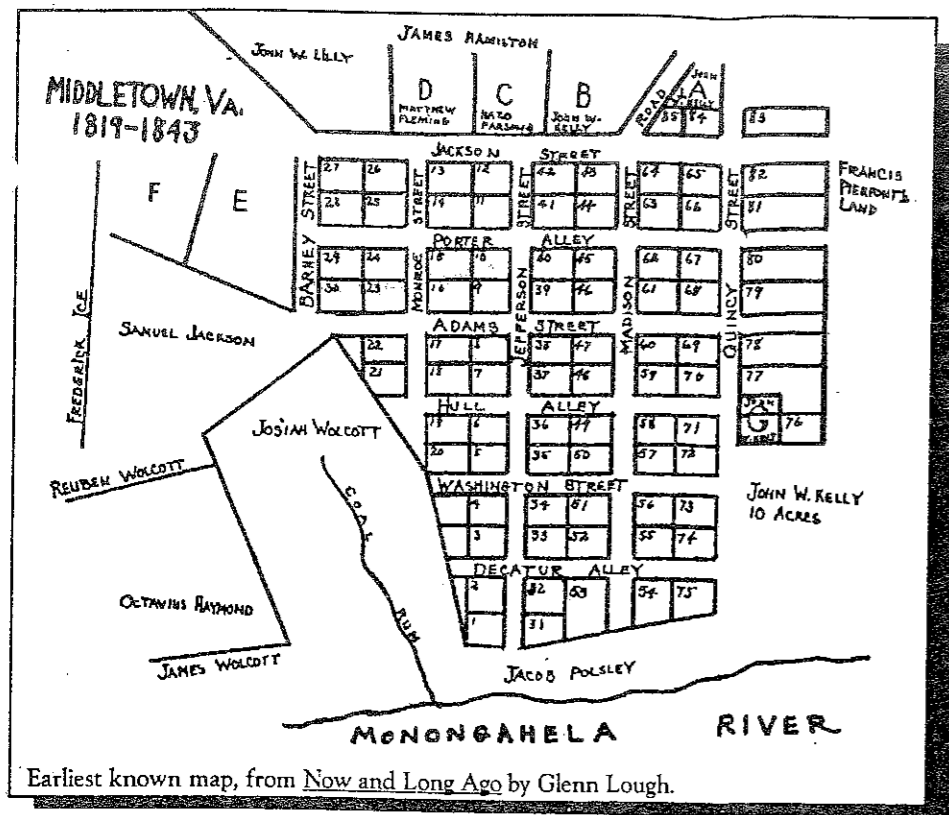 JAMES HAMILTON
JOHN W. LILLY
MIDDLETOWN, VA.
1819-1843
D
MATTHEW
FLEMING
C
FARSONS
B
JOHN W.
KELLY
ROAD
JOHN
A
W. KELLY
85 84
83
JACKSON STREET
F
E
BARNEY STREET
MONROE STREET
JEFFERSON STREET
MADISON STREET
QUINCY STREET
27 26 13 12 42 43 64 65 82
28 25 14 11 41 44 63 66 81
FRANCIS
PIERPONT'S
LAND
PORTER ALLEY
29 24 15 10 40 45 62 67 80
30 23 16 9 39 46 61 68 79
ADAMS STREET
FREDERICK ICE
SAMUEL JACKSON
22 17 8 38 47 60 69 78
21 18 7 37 48 59 70 77
HULL ALLEY
JOSIAH WOLCOTT
19 6 36 49 58 71
JOHN
G
76
20 5 35 50 57 72
REUBEN WOLCOTT
WASHINGTON STREET
COAL RUN
4 34 51 56 73
3 33 52 55 74
JOHN W. KELLY
10 ACRES
DECATUR ALLEY
OCTAVIUS RAYMOND
2 32 53 54 75
1 31
JAMES WOLCOTT
JACOB POLSLEY
MONONGAHELA RIVER
Earliest known map, from Now and Long Ago by Glenn Lough.